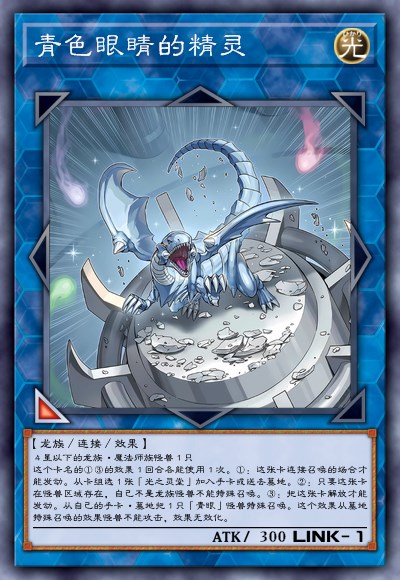 青色眼睛的精灵
ひかり
光
【龙族／连接／效果】
4星以下的龙族·魔法师族怪兽1只
这个卡名的①③的效果1回合各能使用1次。①：这张卡连接召唤的场合才
能发动。从卡组选1张「光之灵堂」加入手卡或送去墓地。②：只要这张卡
在怪兽区域存在，自己不是龙族怪兽不能特殊召唤。③：把这张卡解放才能
发动。从自己的手卡·墓地把1只「青眼」怪兽特殊召唤。这个效果从墓地
特殊召唤的效果怪兽不能攻击，效果无效化。
ATK/ 300 LINK-1